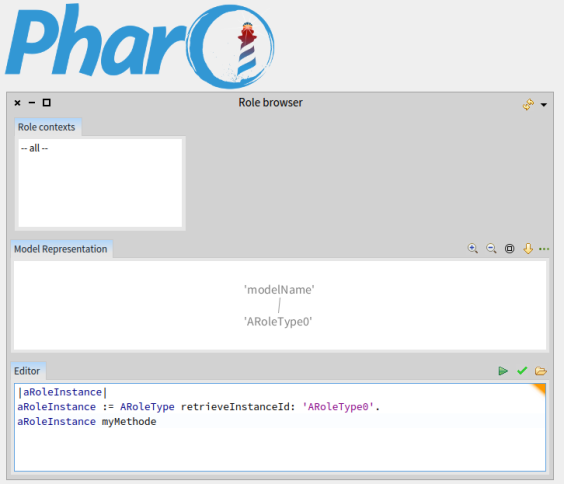 Pharo
Role browser
Role contexts
-- all --
Model Representation
'modelName'
'ARoleType0'
Editor
|aRoleInstance|
aRoleInstance := ARoleType retrieveInstanceId: 'ARoleType0'.
aRoleInstance myMethode